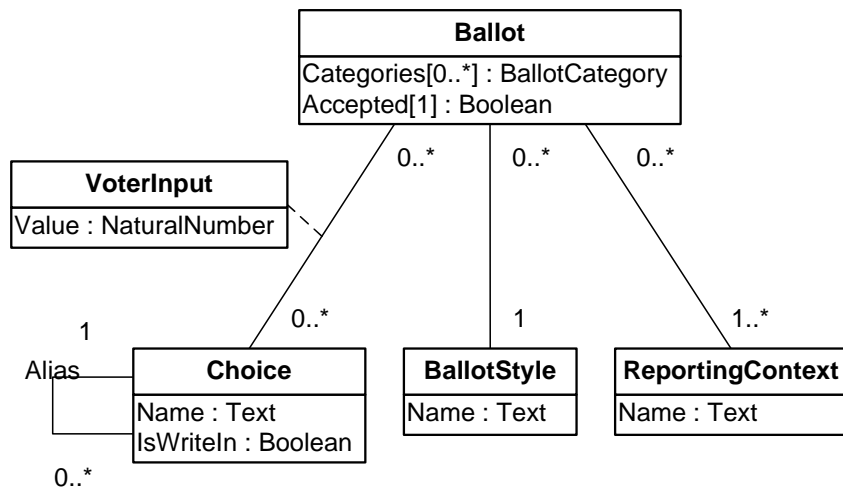 Ballot
Categories[0..*] : BallotCategory
Accepted[1] : Boolean
0..*
0..*
0..*
VoterInput
Value : NaturalNumber
0..*
1
1..*
1
Alias
Choice
Name : Text
IsWriteIn : Boolean
0..*
BallotStyle
Name : Text
ReportingContext
Name : Text